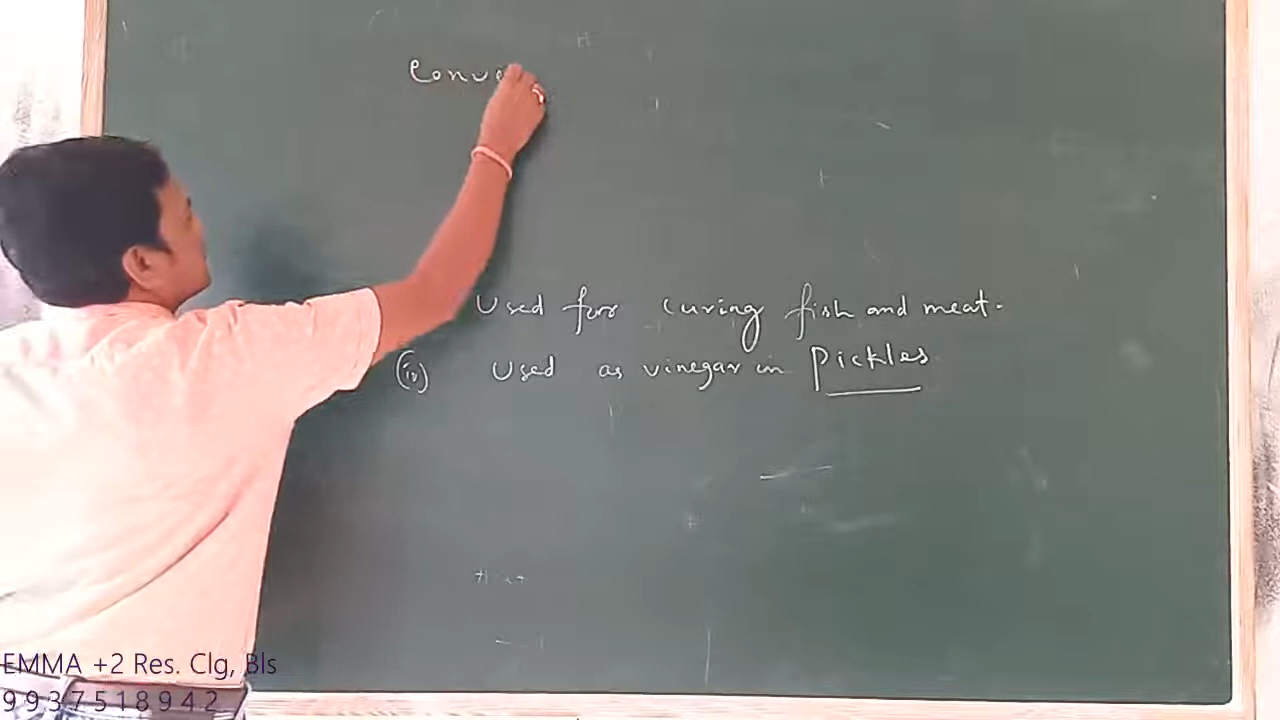 Conve
Used for curing fish and meat.
(iv) Used as vinegar in Pickles
EMMA +2 Res. Clg, Bls
9937518942